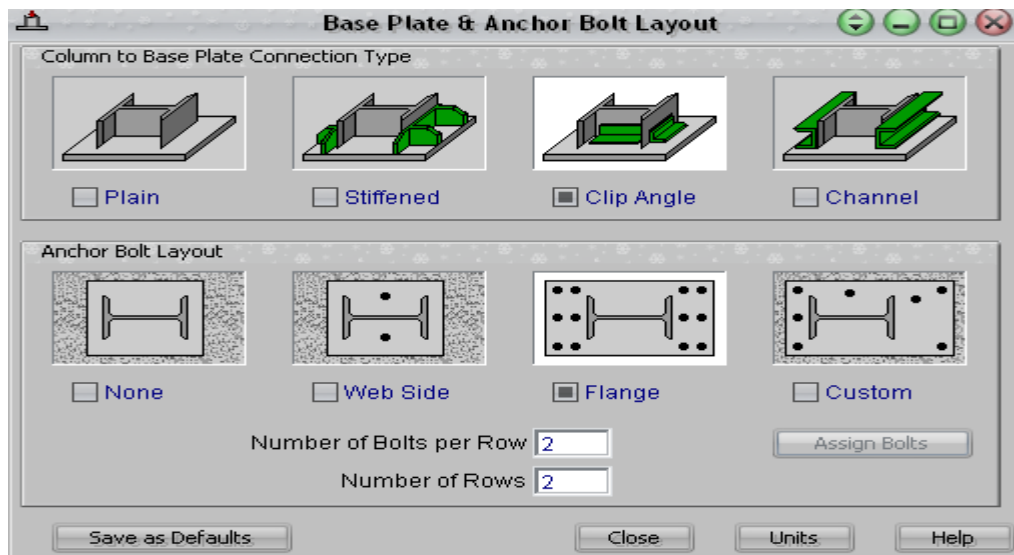 Base Plate & Anchor Bolt Layout
Column to Base Plate Connection Type
Plain
Stiffened
Clip Angle
Channel
Anchor Bolt Layout
None
Web Side
Flange
Custom
Number of Bolts per Row 2
Assign Bolts
Number of Rows 2
Save as Defaults
Close
Units
Help